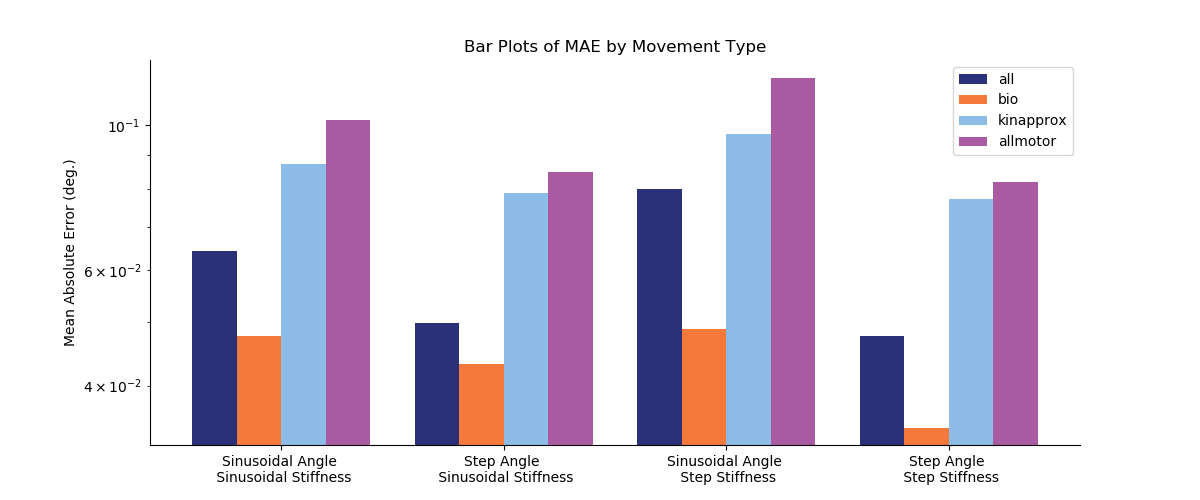 Bar Plots of MAE by Movement Type
all
bio
kinapprox
allmotor
Mean Absolute Error (deg.)
10⁻¹
6 × 10⁻²
4 × 10⁻²
Sinusoidal Angle
Sinusoidal Stiffness
Step Angle
Sinusoidal Stiffness
Sinusoidal Angle
Step Stiffness
Step Angle
Step Stiffness